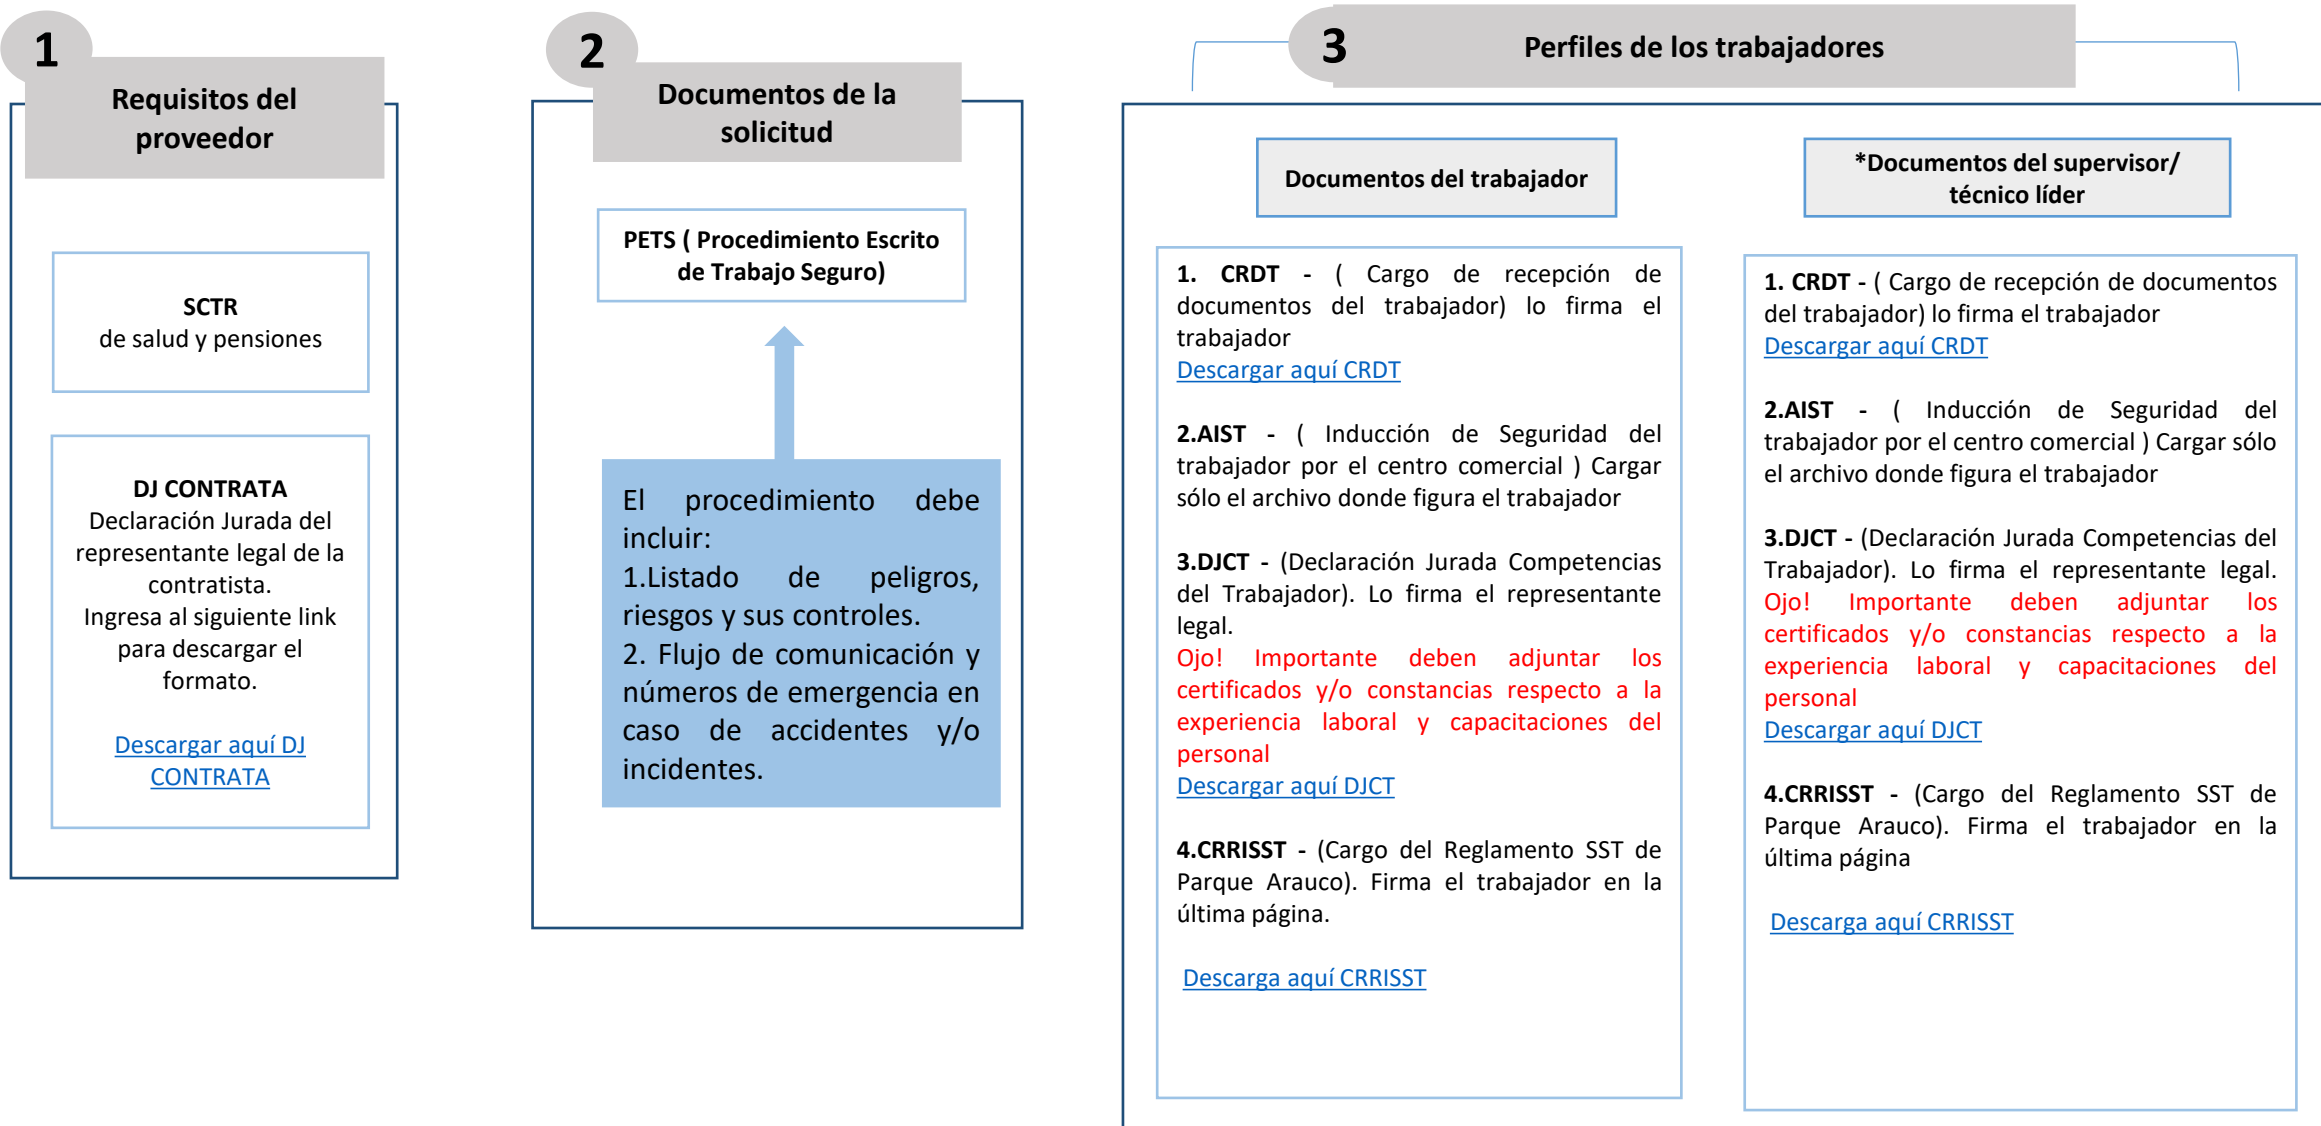 1
Requisitos del
proveedor
SCTR
de salud y pensiones
DJ CONTRATA
Declaración Jurada del
representante legal de la
contratista.
Ingresa al siguiente link
para descargar el
formato.
Descargar aquí DJ
CONTRATA
2
Documentos de la
solicitud
PETS ( Procedimiento Escrito
de Trabajo Seguro)
El procedimiento debe
incluir:
1.Listado de peligros,
riesgos y sus controles.
2. Flujo de comunicación y
números de emergencia en
caso de accidentes y/o
incidentes.
3
Perfiles de los trabajadores
Documentos del trabajador
1. CRDT - ( Cargo de recepción de
documentos del trabajador) lo firma el
trabajador
Descargar aquí CRDT
2.AIST - ( Inducción de Seguridad del
trabajador por el centro comercial ) Cargar
sólo el archivo donde figura el trabajador
3.DJCT - (Declaración Jurada Competencias
del Trabajador). Lo firma el representante
legal.
Ojo! Importante deben adjuntar los
certificados y/o constancias respecto a la
experiencia laboral y capacitaciones del
personal
Descargar aquí DJCT
4.CRRISST - (Cargo del Reglamento SST de
Parque Arauco). Firma el trabajador en la
última página.
Descarga aquí CRRISST
*Documentos del supervisor/
técnico líder
1. CRDT - ( Cargo de recepción de documentos
del trabajador) lo firma el trabajador
Descargar aquí CRDT
2.AIST - ( Inducción de Seguridad del
trabajador por el centro comercial ) Cargar sólo
el archivo donde figura el trabajador
3.DJCT - (Declaración Jurada Competencias del
Trabajador). Lo firma el representante legal.
Ojo! Importante deben adjuntar los
certificados y/o constancias respecto a la
experiencia laboral y capacitaciones del
personal
Descargar aquí DJCT
4.CRRISST - (Cargo del Reglamento SST de
Parque Arauco). Firma el trabajador en la
última página
Descarga aquí CRRISST